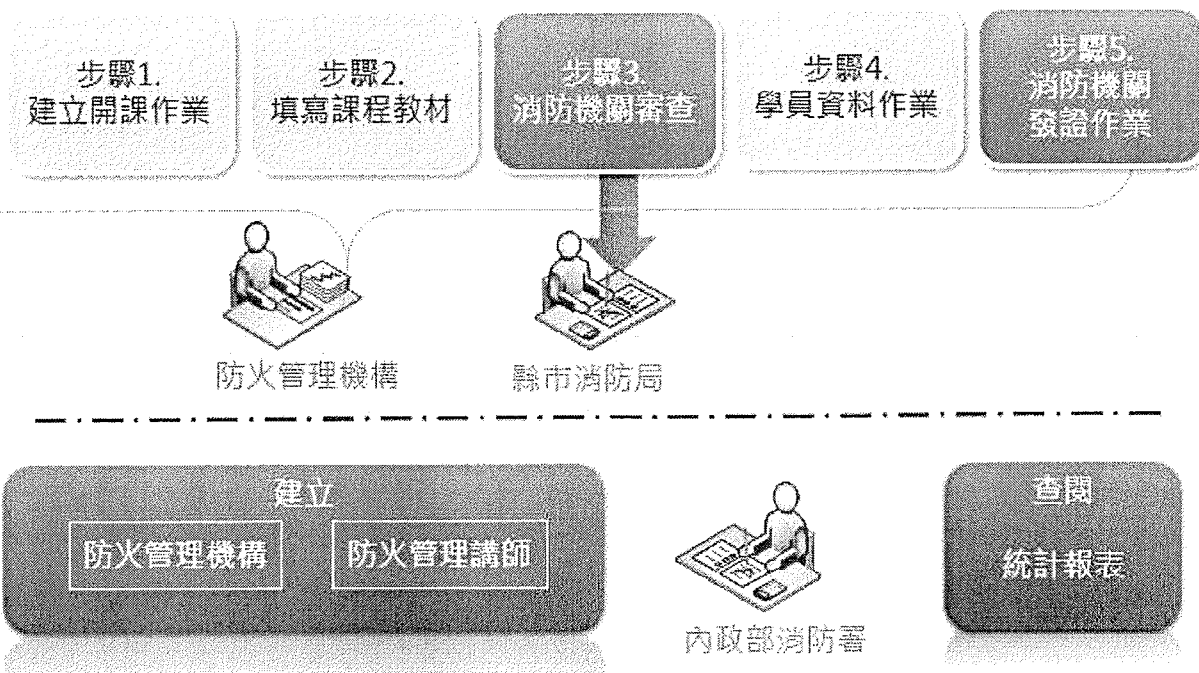 步驟1.
建立開課作業
步驟2.
填寫課程教材
步驟3.
消防機關審查
步驟4.
學員資料作業
步驟5.
消防機關
發證作業
防火管理機構
縣市消防局
建立
防火管理機構
防火管理講師
內政部消防署
查閱
統計報表